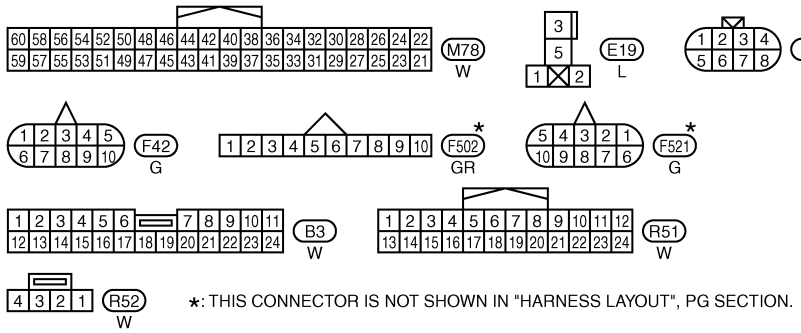 60 58 56 54 52 50 48 46 44 42 40 38 36 34 32 30 28 26 24 22
59 57 55 53 51 49 47 45 43 41 39 37 35 33 31 29 27 25 23 21
M78
W
3
5
1 2
E19
L
1 2 3 4
5 6 7 8
1 2 3 4 5
6 7 8 9 10
F42
G
1 2 3 4 5 6 7 8 9 10
*
F502
GR
5 4 3 2 1
10 9 8 7 6
*
F521
G
1 2 3 4 5 6 7 8 9 10 11
12 13 14 15 16 17 18 19 20 21 22 23 24
B3
W
1 2 3 4 5 6 7 8 9 10 11 12
13 14 15 16 17 18 19 20 21 22 23 24
R51
W
4 3 2 1
R52
W
*: THIS CONNECTOR IS NOT SHOWN IN "HARNESS LAYOUT", PG SECTION.